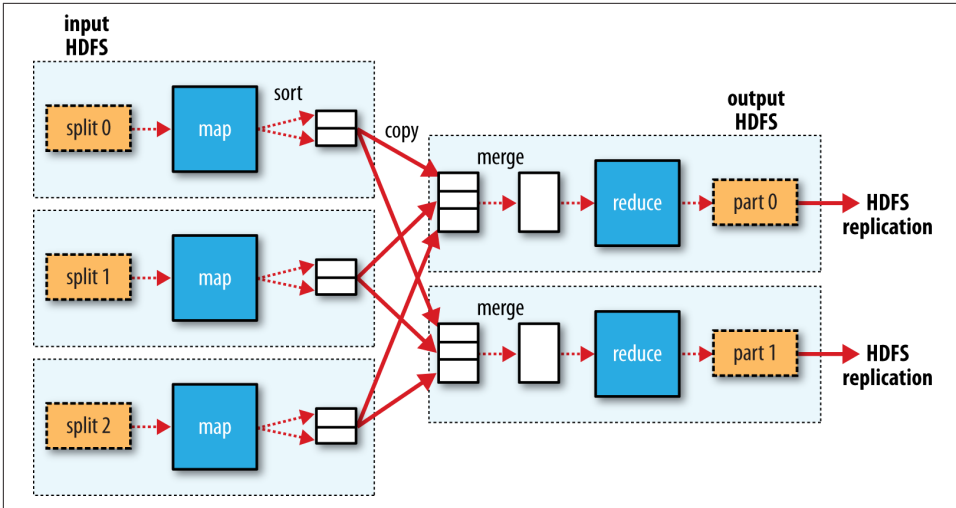 input
HDFS
split 0
map
sort
copy
split 1
map
split 2
map
output
HDFS
merge
reduce
part 0
HDFS
replication
merge
reduce
part 1
HDFS
replication